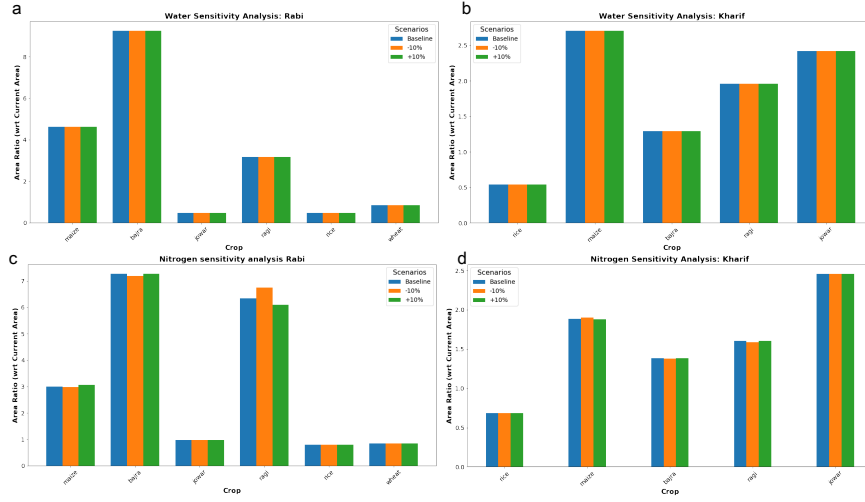 a
Water Sensitivity Analysis: Rabi
Scenarios
Baseline
-10%
+10%
Area Ratio (wrt Current Area)
8
6
4
2
0
maize
bajra
jowar
ragi
rice
wheat
Crop
b
Water Sensitivity Analysis: Kharif
Scenarios
Baseline
-10%
+10%
Area Ratio (wrt Current Area)
2.5
2.0
1.5
1.0
0.5
0.0
rice
maize
bajra
ragi
jowar
Crop
c
Nitrogen sensitivity analysis Rabi
Scenarios
Baseline
-10%
+10%
Area Ratio (wrt Current Area)
7
6
5
4
3
2
1
0
maize
bajra
jowar
ragi
rice
wheat
Crop
d
Nitrogen Sensitivity Analysis: Kharif
Scenarios
Baseline
-10%
+10%
Area Ratio (wrt Current Area)
2.5
2.0
1.5
1.0
0.5
0.0
rice
maize
bajra
ragi
jowar
Crop